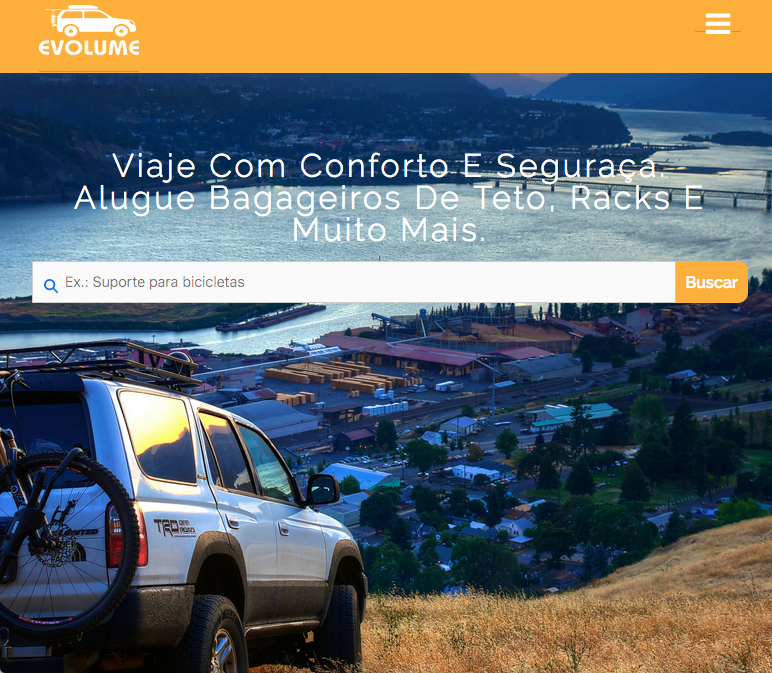 EVOLUME
Viaje Com Conforto E Seguraça.
Alugue Bagageiros De Teto, Racks E
Muito Mais.
Ex.: Suporte para bicicletas
Buscar
TRD OFF
ROAD